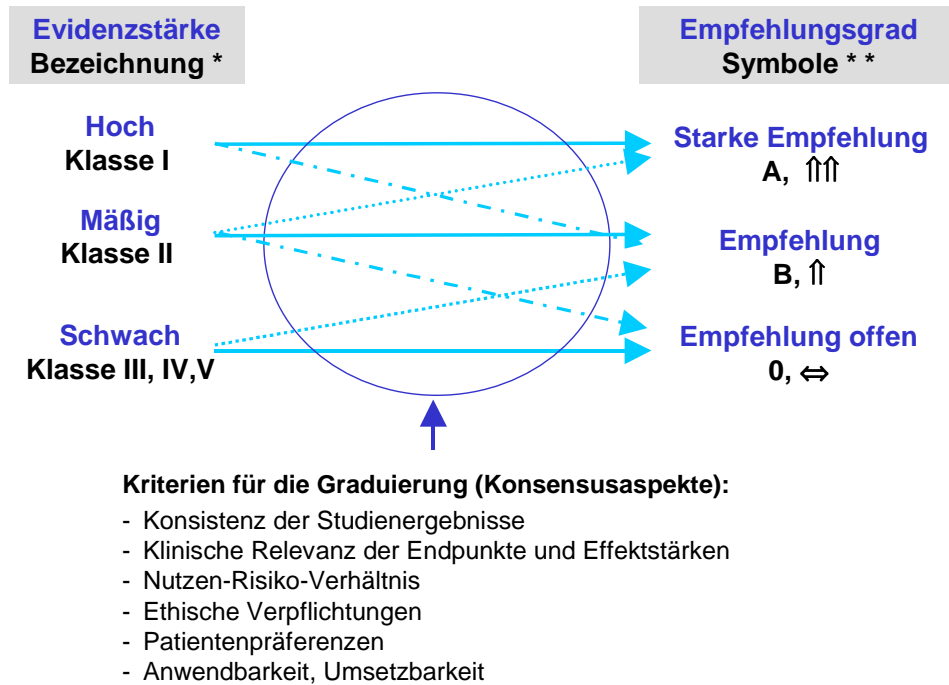 Evidenzstärke
Bezeichnung *
Empfehlungsgrad
Symbole * *
Hoch
Klasse I
Starke Empfehlung
A, ⇑⇑
Mäßig
Klasse II
Empfehlung
B, ⇑
Schwach
Klasse III, IV,V
Empfehlung offen
0, ⇔
Kriterien für die Graduierung (Konsensusaspekte):
- Konsistenz der Studienergebnisse
- Klinische Relevanz der Endpunkte und Effektstärken
- Nutzen-Risiko-Verhältnis
- Ethische Verpflichtungen
- Patientenpräferenzen
- Anwendbarkeit, Umsetzbarkeit